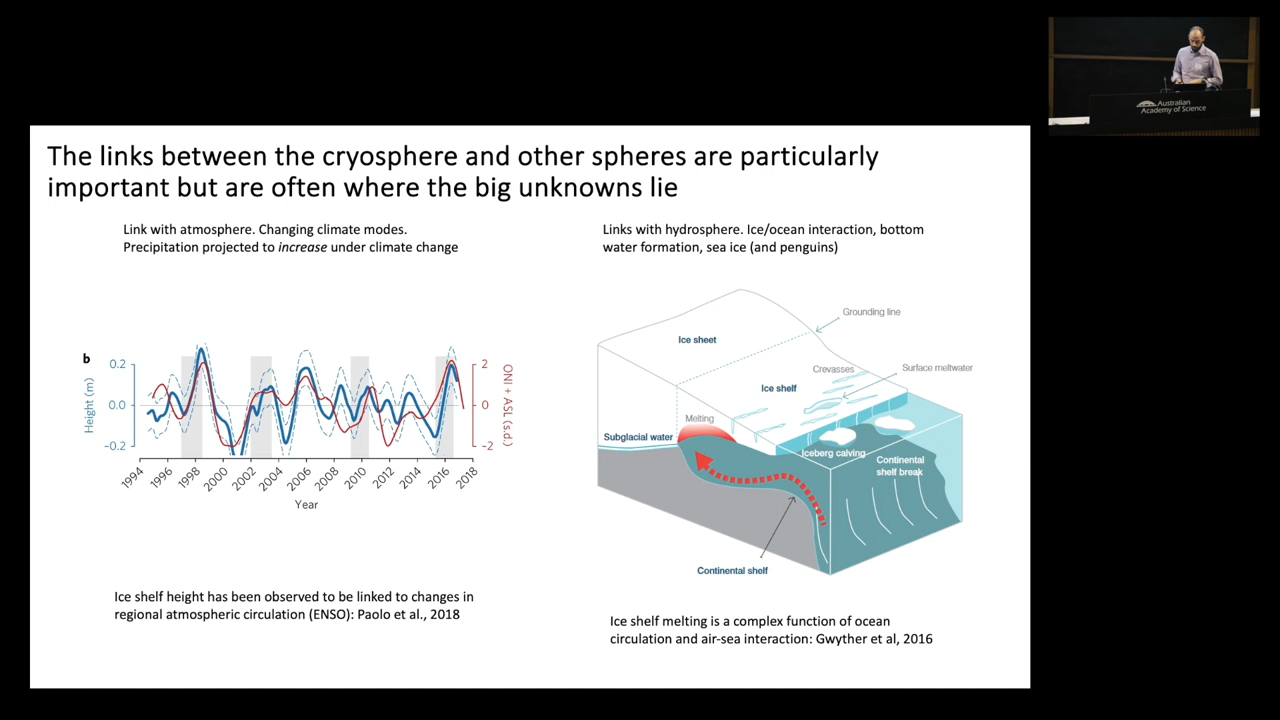 The links between the cryosphere and other spheres are particularly
important but are often where the big unknowns lie
Link with atmosphere. Changing climate modes.
Precipitation projected to increase under climate change
b
Height (m)
0.2
0.0
−0.2
2
0
−2
ONI + ASL (s.d.)
1994
1996
1998
2000
2002
2004
2006
2008
2010
2012
2014
2016
2018
Year
Ice shelf height has been observed to be linked to changes in
regional atmospheric circulation (ENSO): Paolo et al., 2018
Links with hydrosphere. Ice/ocean interaction, bottom
water formation, sea ice (and penguins)
Grounding line
Ice sheet
Crevasses
Surface meltwater
Ice shelf
Melting
Subglacial water
Iceberg calving
Continental
shelf break
Continental shelf
Ice shelf melting is a complex function of ocean
circulation and air-sea interaction: Gwyther et al, 2016
Australian
Academy of Science